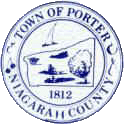 TOWN OF PORTER
1812
NIAGARA COUNTY